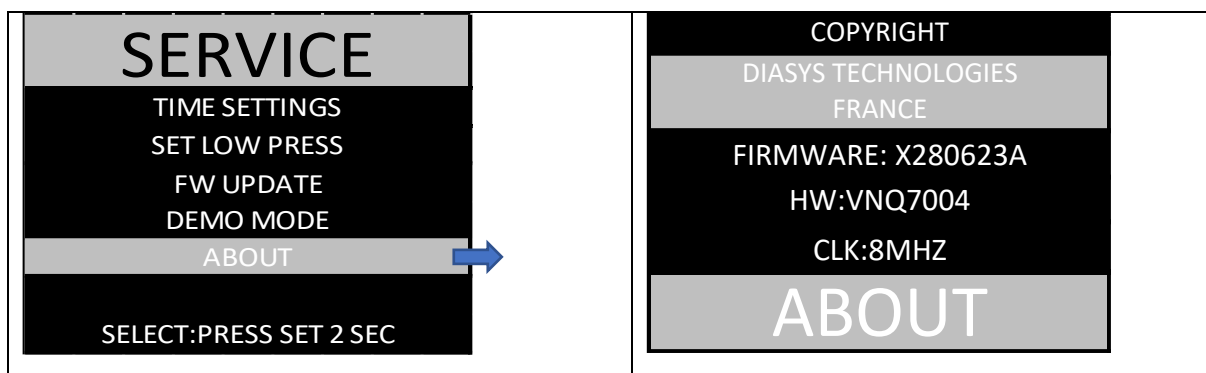 SERVICE
TIME SETTINGS
SET LOW PRESS
FW UPDATE
DEMO MODE
ABOUT
SELECT:PRESS SET 2 SEC
COPYRIGHT
DIASYS TECHNOLOGIES
FRANCE
FIRMWARE: X280623A
HW:VNQ7004
CLK:8MHZ
ABOUT